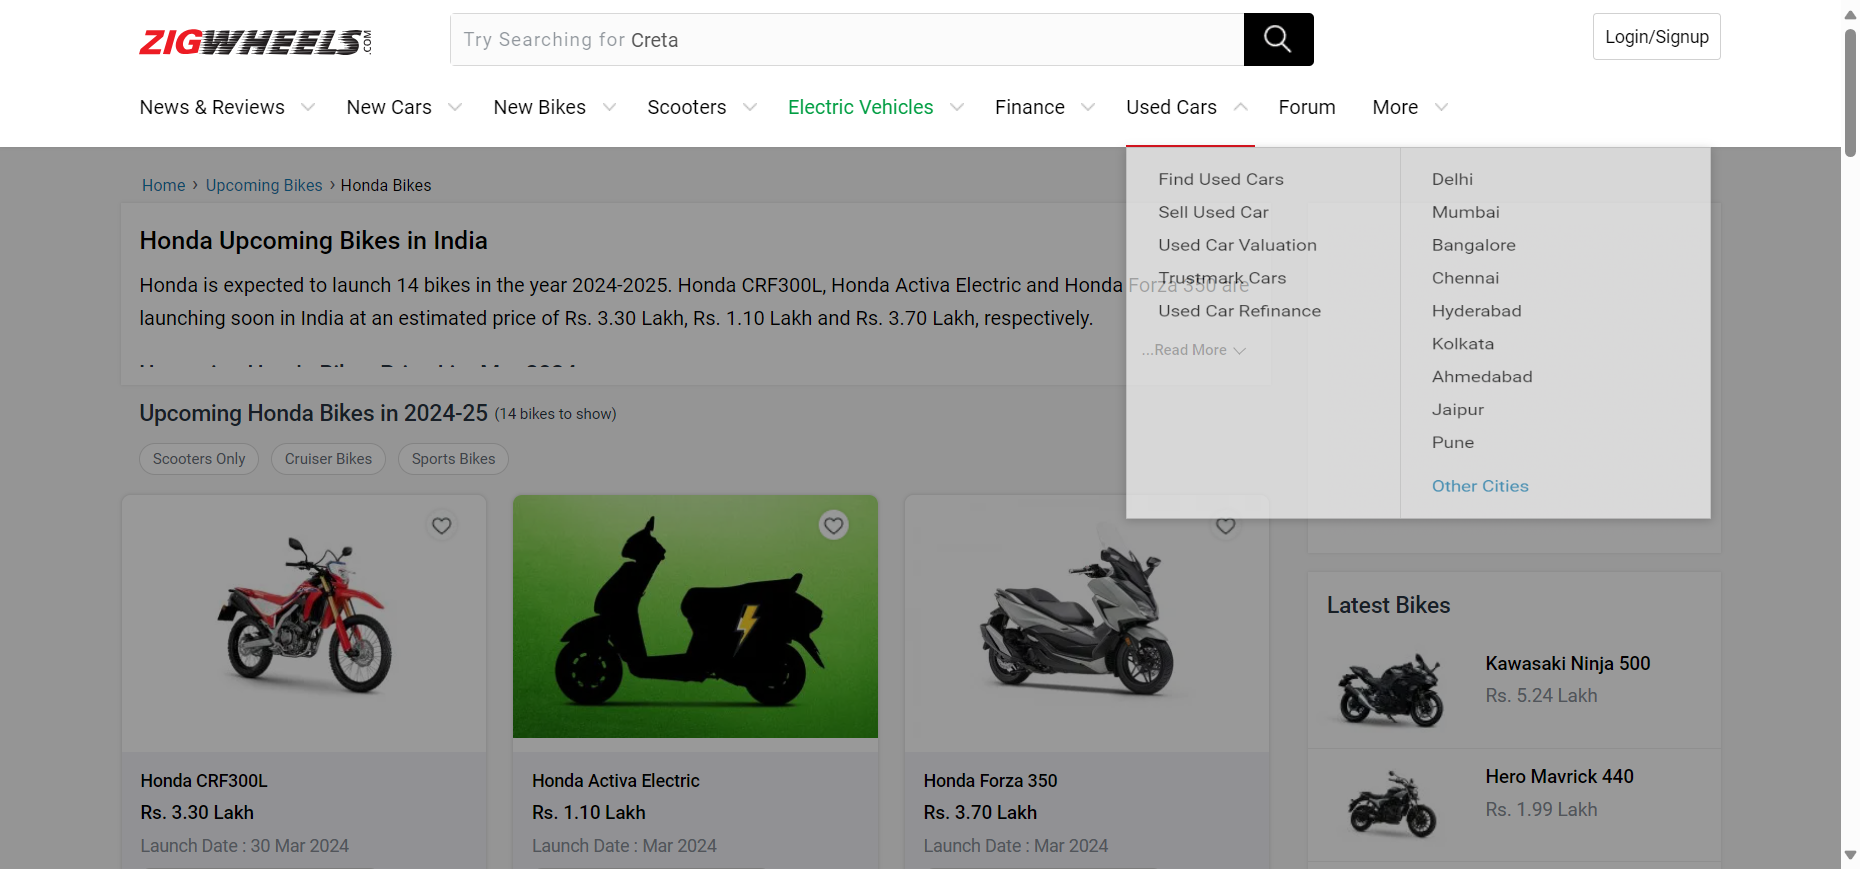 ZIGWHEELS.COM
Try Searching for Creta
Login/Signup
News & Reviews
New Cars
New Bikes
Scooters
Electric Vehicles
Finance
Used Cars
Forum
More
Home › Upcoming Bikes › Honda Bikes
Honda Upcoming Bikes in India
Honda is expected to launch 14 bikes in the year 2024-2025. Honda CRF300L, Honda Activa Electric and Honda Forza 350 are
launching soon in India at an estimated price of Rs. 3.30 Lakh, Rs. 1.10 Lakh and Rs. 3.70 Lakh, respectively.
...Read More
Find Used Cars
Sell Used Car
Used Car Valuation
Trustmark Cars
Used Car Refinance
Delhi
Mumbai
Bangalore
Chennai
Hyderabad
Kolkata
Ahmedabad
Jaipur
Pune
Other Cities
Upcoming Honda Bikes in 2024-25 (14 bikes to show)
Scooters Only
Cruiser Bikes
Sports Bikes
Honda CRF300L
Rs. 3.30 Lakh
Launch Date : 30 Mar 2024
Honda Activa Electric
Rs. 1.10 Lakh
Launch Date : Mar 2024
Honda Forza 350
Rs. 3.70 Lakh
Launch Date : Mar 2024
Latest Bikes
Kawasaki Ninja 500
Rs. 5.24 Lakh
Hero Mavrick 440
Rs. 1.99 Lakh